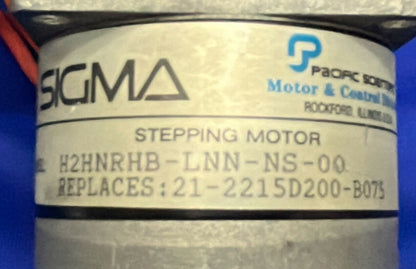 SIGMA
PACIFIC SCIENTIFIC
Motor & Control
ROCKFORD, ILLINOIS
STEPPING MOTOR
H2HNRHB-LNN-NS-00
REPLACES:21-2215D200-B075